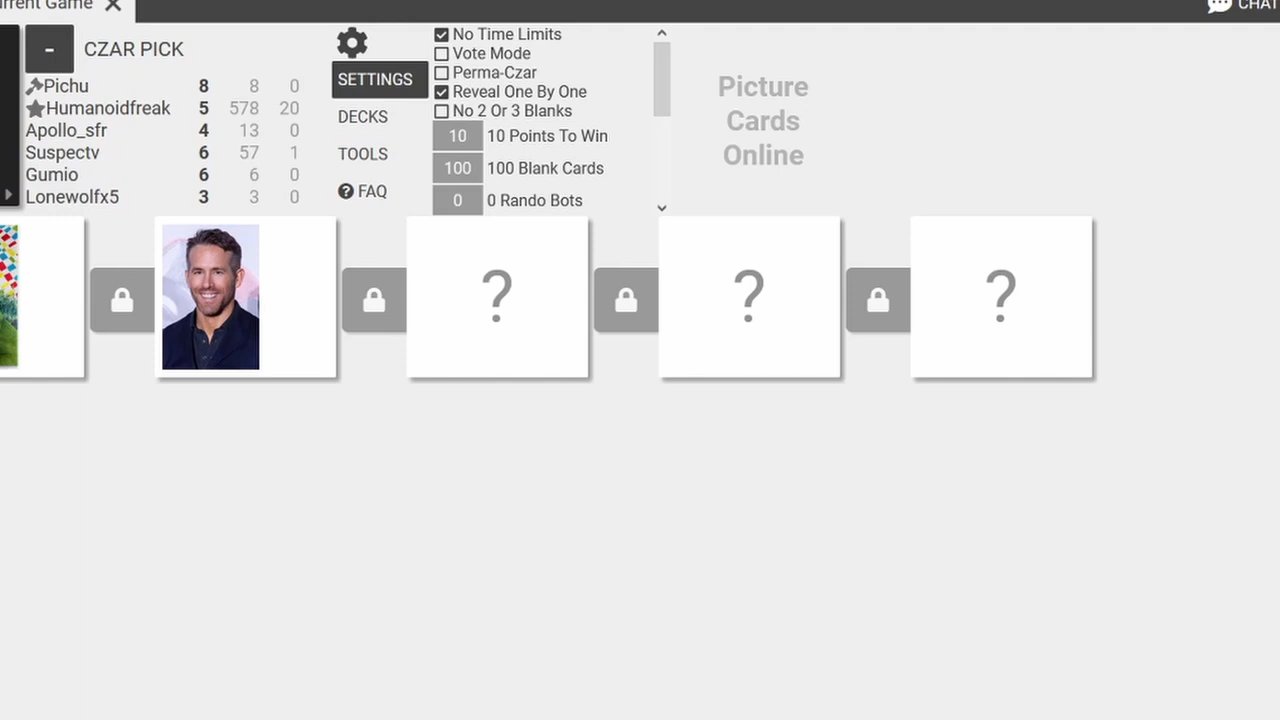 urrent Game
CHAT
- CZAR PICK
Pichu 8 8 0
Humanoidfreak 5 578 20
Apollo_sfr 4 13 0
Suspectv 6 57 1
Gumio 6 6 0
Lonewolfx5 3 3 0
SETTINGS
DECKS
TOOLS
? FAQ
No Time Limits
Vote Mode
Perma-Czar
Reveal One By One
No 2 Or 3 Blanks
10 10 Points To Win
100 100 Blank Cards
0 0 Rando Bots
Picture
Cards
Online
? ? ?